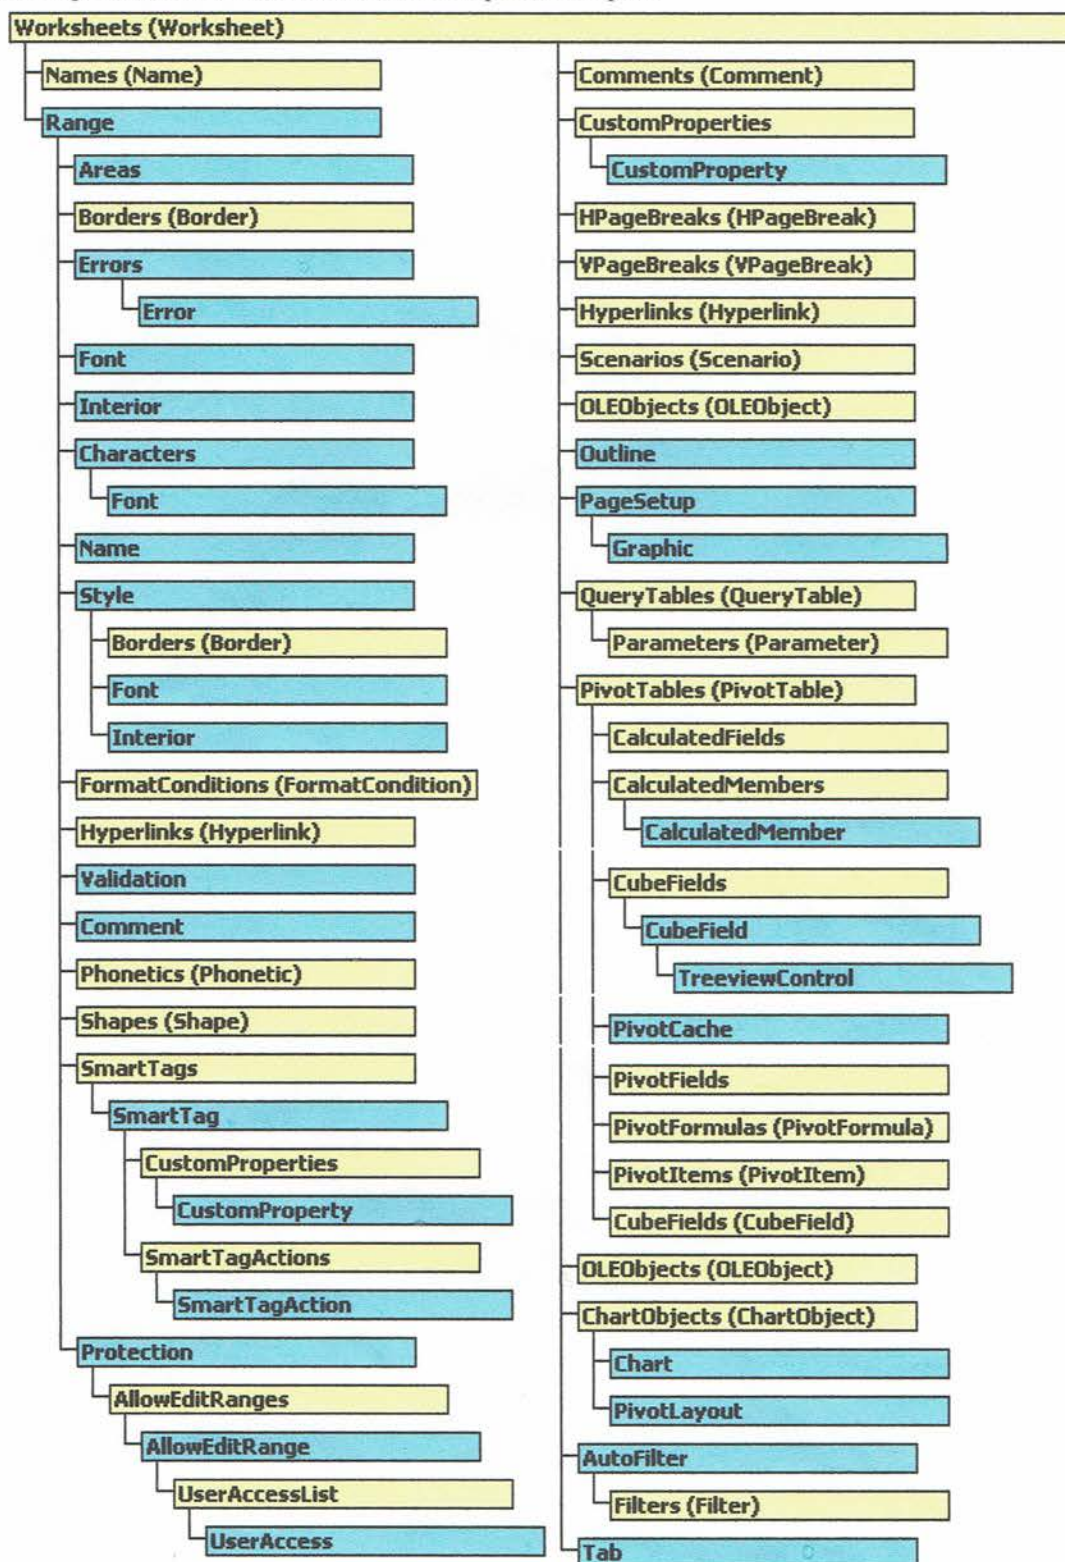 Worksheets (Worksheet)
Names (Name)
Range
Areas
Borders (Border)
Errors
Error
Font
Interior
Characters
Font
Name
Style
Borders (Border)
Font
Interior
FormatConditions (FormatCondition)
Hyperlinks (Hyperlink)
Validation
Comment
Phonetics (Phonetic)
Shapes (Shape)
SmartTags
SmartTag
CustomProperties
CustomProperty
SmartTagActions
SmartTagAction
Protection
AllowEditRanges
AllowEditRange
UserAccessList
UserAccess
Comments (Comment)
CustomProperties
CustomProperty
HPageBreaks (HPageBreak)
VPageBreaks (VPageBreak)
Hyperlinks (Hyperlink)
Scenarios (Scenario)
OLEObjects (OLEObject)
Outline
PageSetup
Graphic
QueryTables (QueryTable)
Parameters (Parameter)
PivotTables (PivotTable)
CalculatedFields
CalculatedMembers
CalculatedMember
CubeFields
CubeField
TreeviewControl
PivotCache
PivotFields
PivotFormulas (PivotFormula)
PivotItems (PivotItem)
CubeFields (CubeField)
OLEObjects (OLEObject)
ChartObjects (ChartObject)
Chart
PivotLayout
AutoFilter
Filters (Filter)
Tab